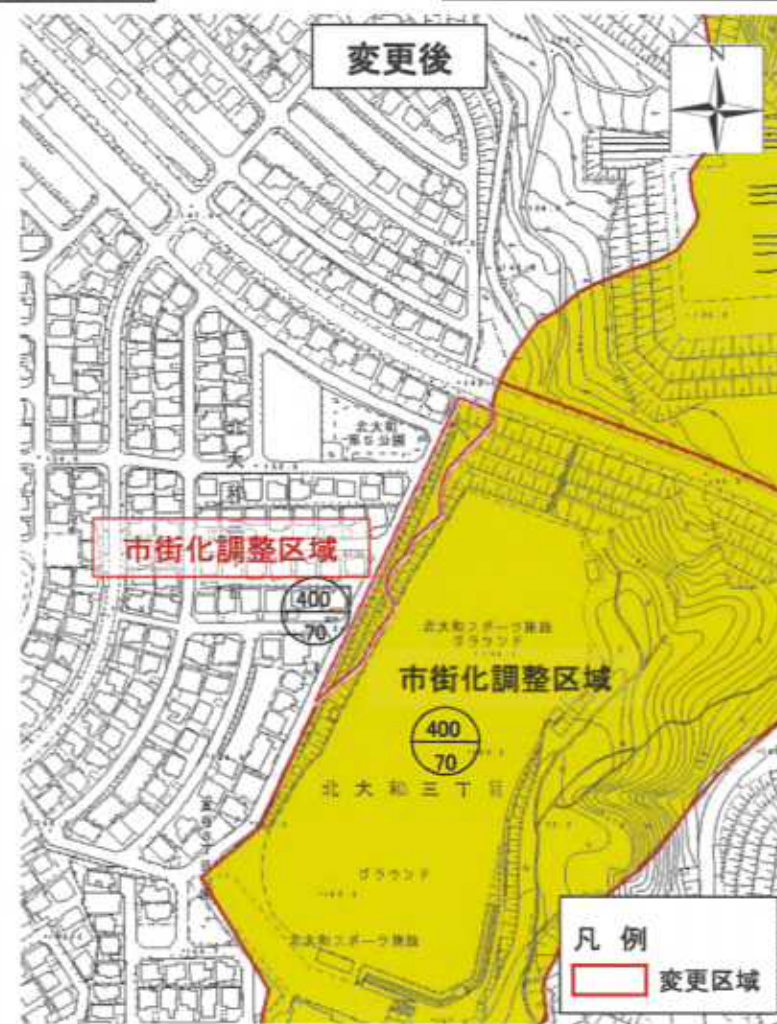 変更後
N
北大和
第5公園
市街化調整区域
400
70
北大和スポーツ施設
グラウンド
市街化調整区域
400
70
北大和三丁目
グラウンド
北大和スポーツ施設
凡 例
変更区域